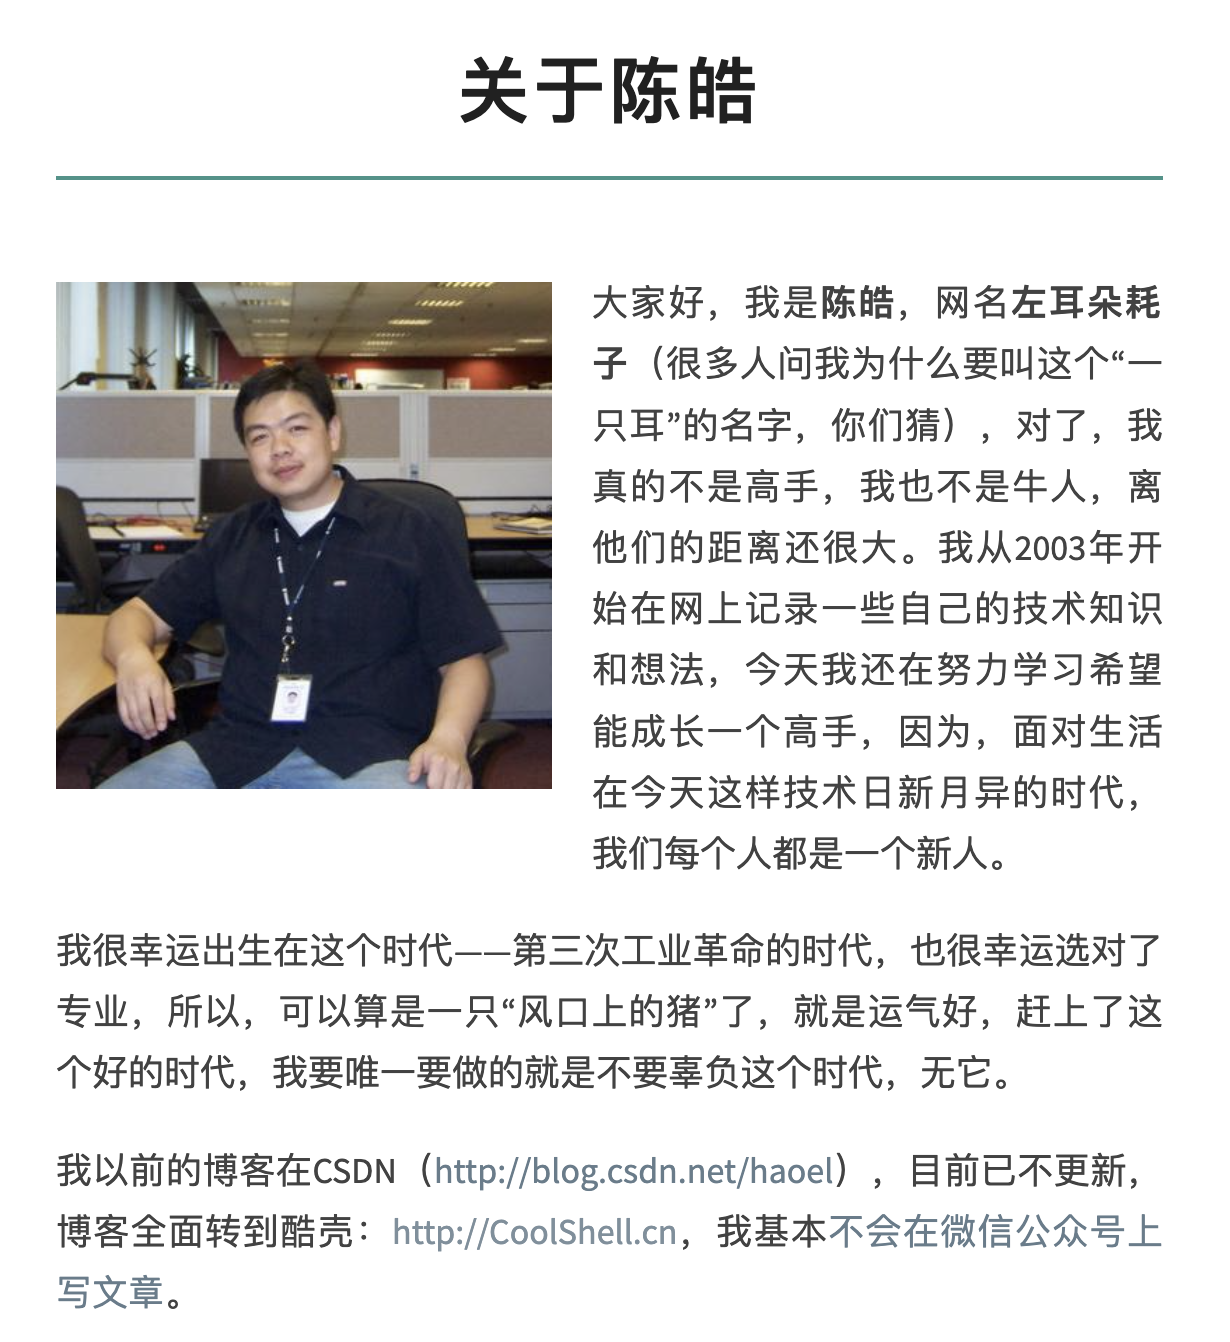 关于陈皓
大家好，我是陈皓，网名左耳朵耗
子（很多人问我为什么要叫这个“一
只耳”的名字，你们猜），对了，我
真的不是高手，我也不是牛人，离
他们的距离还很大。我从2003年开
始在网上记录一些自己的技术知识
和想法，今天我还在努力学习希望
能成长一个高手，因为，面对生活
在今天这样技术日新月异的时代，
我们每个人都是一个新人。
我很幸运出生在这个时代——第三次工业革命的时代，也很幸运选对了
专业，所以，可以算是一只“风口上的猪”了，就是运气好，赶上了这
个好的时代，我要唯一要做的就是不要辜负这个时代，无它。
我以前的博客在CSDN（http://blog.csdn.net/haoel），目前已不更新，
博客全面转到酷壳：http://CoolShell.cn，我基本不会在微信公众号上
写文章。